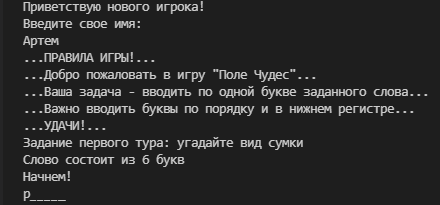 Приветствую нового игрока!
Введите свое имя:
Артем
...ПРАВИЛА ИГРЫ!...
...Добро пожаловать в игру "Поле Чудес"...
...Ваша задача - вводить по одной букве заданного слова...
...Важно вводить буквы по порядку и в нижнем регистре...
...УДАЧИ!...
Задание первого тура: угадайте вид сумки
Слово состоит из 6 букв
Начнем!
р_____